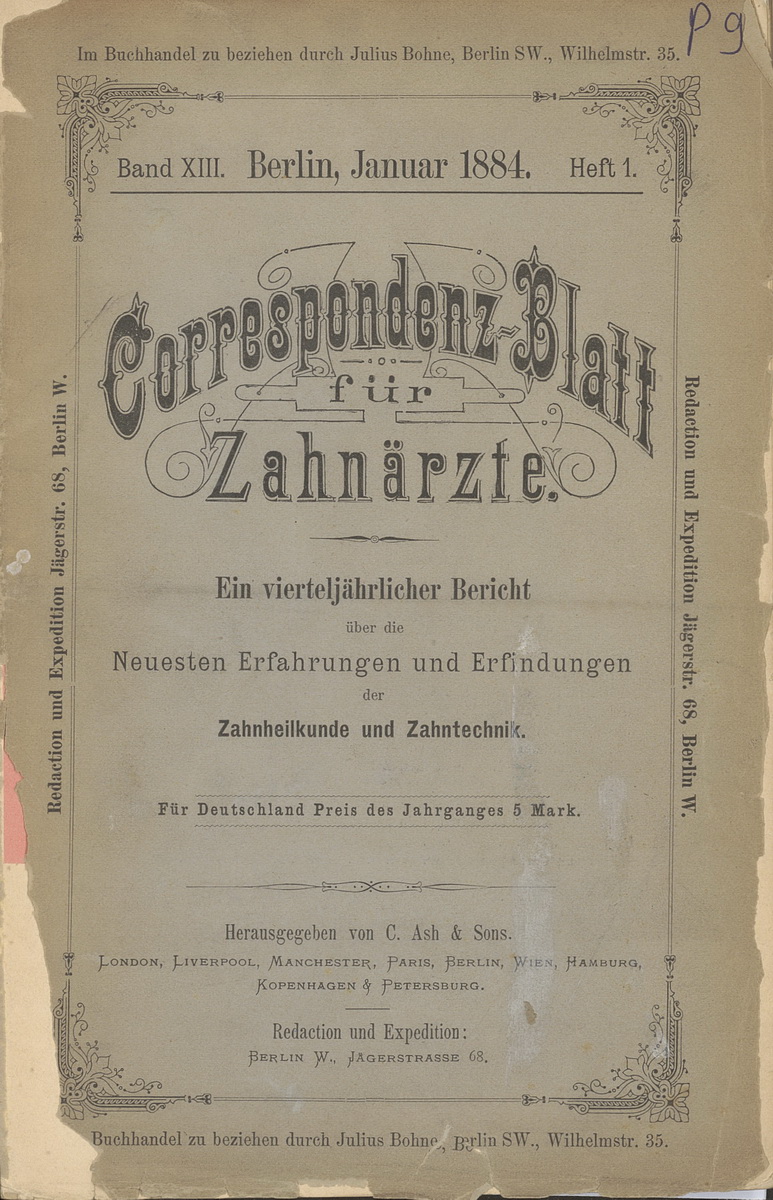 P g
Im Buchhandel zu beziehen durch Julius Bohne, Berlin SW., Wilhelmstr. 35.
Band XIII. Berlin, Januar 1884. Heft 1.
Correspondenz-Blatt
für
Zahnärzte.
Redaction und Expedition Jägerstr. 68, Berlin W.
Redaction und Expedition Jägerstr. 68, Berlin W.
Ein vierteljährlicher Bericht
über die
Neuesten Erfahrungen und Erfindungen
der
Zahnheilkunde und Zahntechnik.
Für Deutschland Preis des Jahrganges 5 Mark.
Herausgegeben von C. Ash & Sons.
LONDON, LIVERPOOL, MANCHESTER, PARIS, BERLIN, WIEN, HAMBURG,
KOPENHAGEN & PETERSBURG.
Redaction und Expedition:
BERLIN W., JÄGERSTRASSE 68.
Buchhandel zu beziehen durch Julius Bohne, Berlin SW., Wilhelmstr. 35.